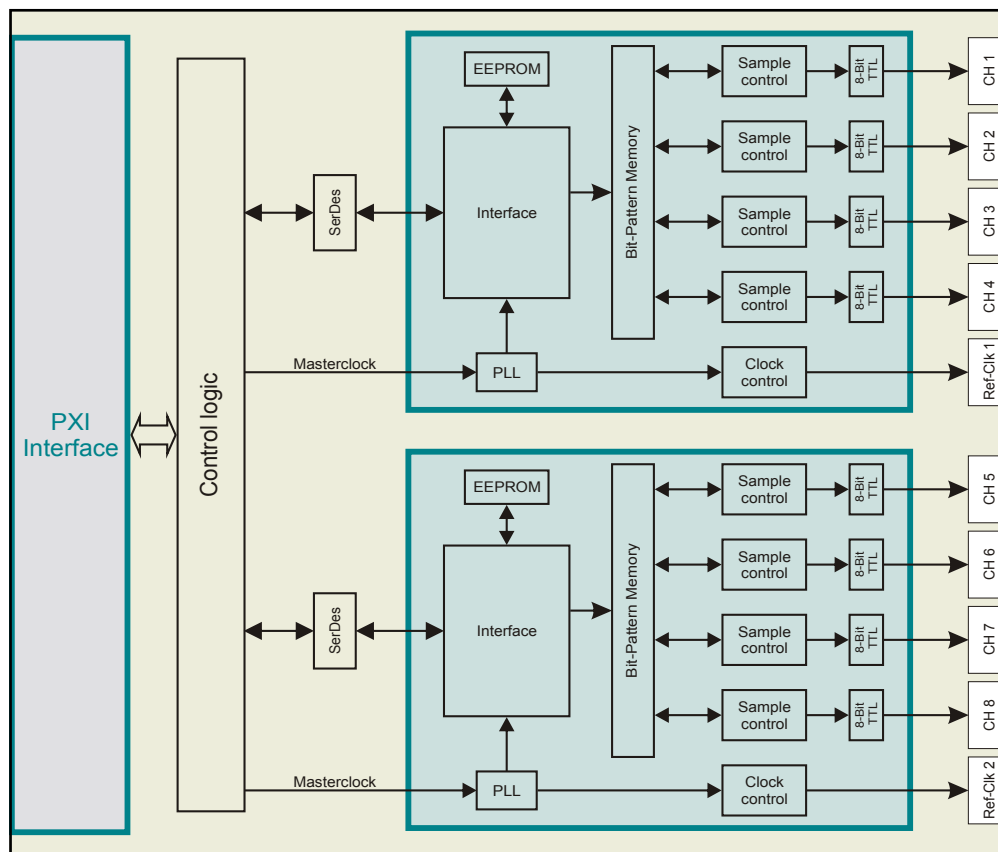 PXI
Interface
Control logic
SerDes
Masterclock
EEPROM
Interface
PLL
Bit-Pattern Memory
Sample
control
8-Bit
TTL
CH 1
Sample
control
8-Bit
TTL
CH 2
Sample
control
8-Bit
TTL
CH 3
Sample
control
8-Bit
TTL
CH 4
Clock
control
Ref-Clk 1
SerDes
Masterclock
EEPROM
Interface
PLL
Bit-Pattern Memory
Sample
control
8-Bit
TTL
CH 5
Sample
control
8-Bit
TTL
CH 6
Sample
control
8-Bit
TTL
CH 7
Sample
control
8-Bit
TTL
CH 8
Clock
control
Ref-Clk 2